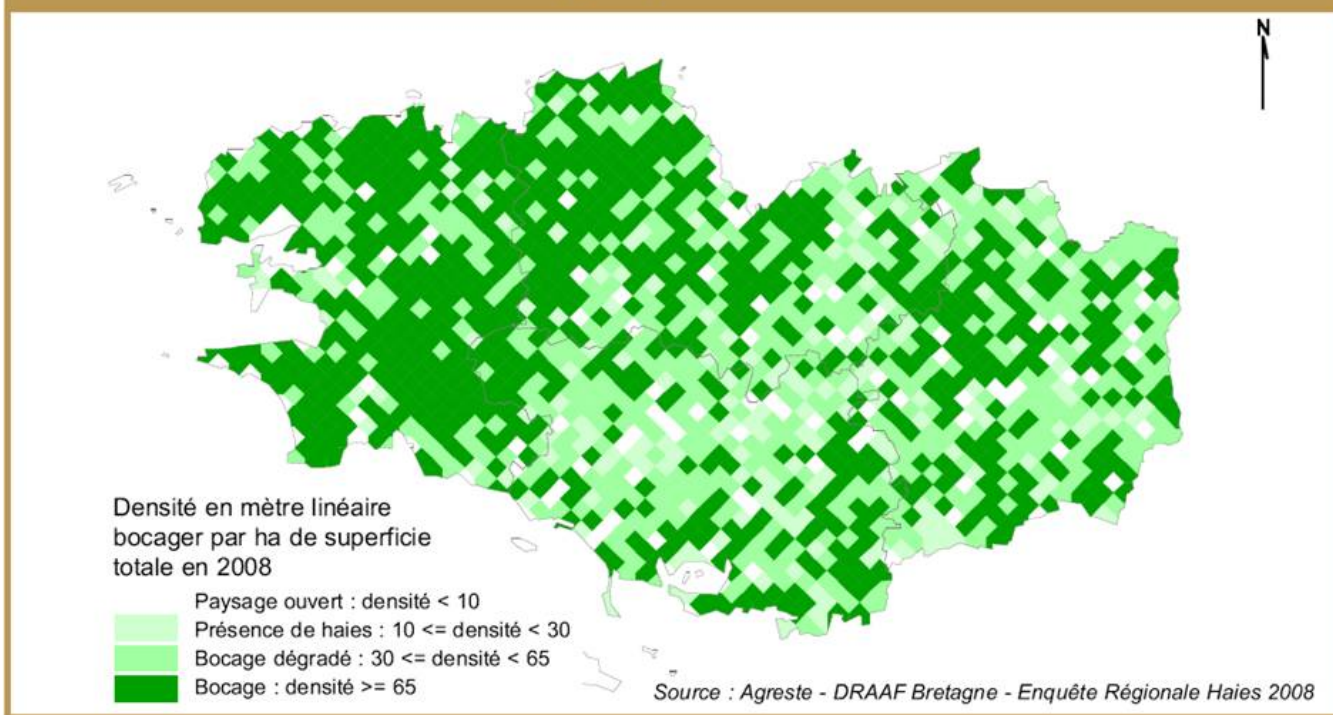 N
Densité en mètre linéaire
bocager par ha de superficie
totale en 2008
Paysage ouvert : densité < 10
Présence de haies : 10 <= densité < 30
Bocage dégradé : 30 <= densité < 65
Bocage : densité >= 65
Source : Agreste - DRAAF Bretagne - Enquête Régionale Haies 2008